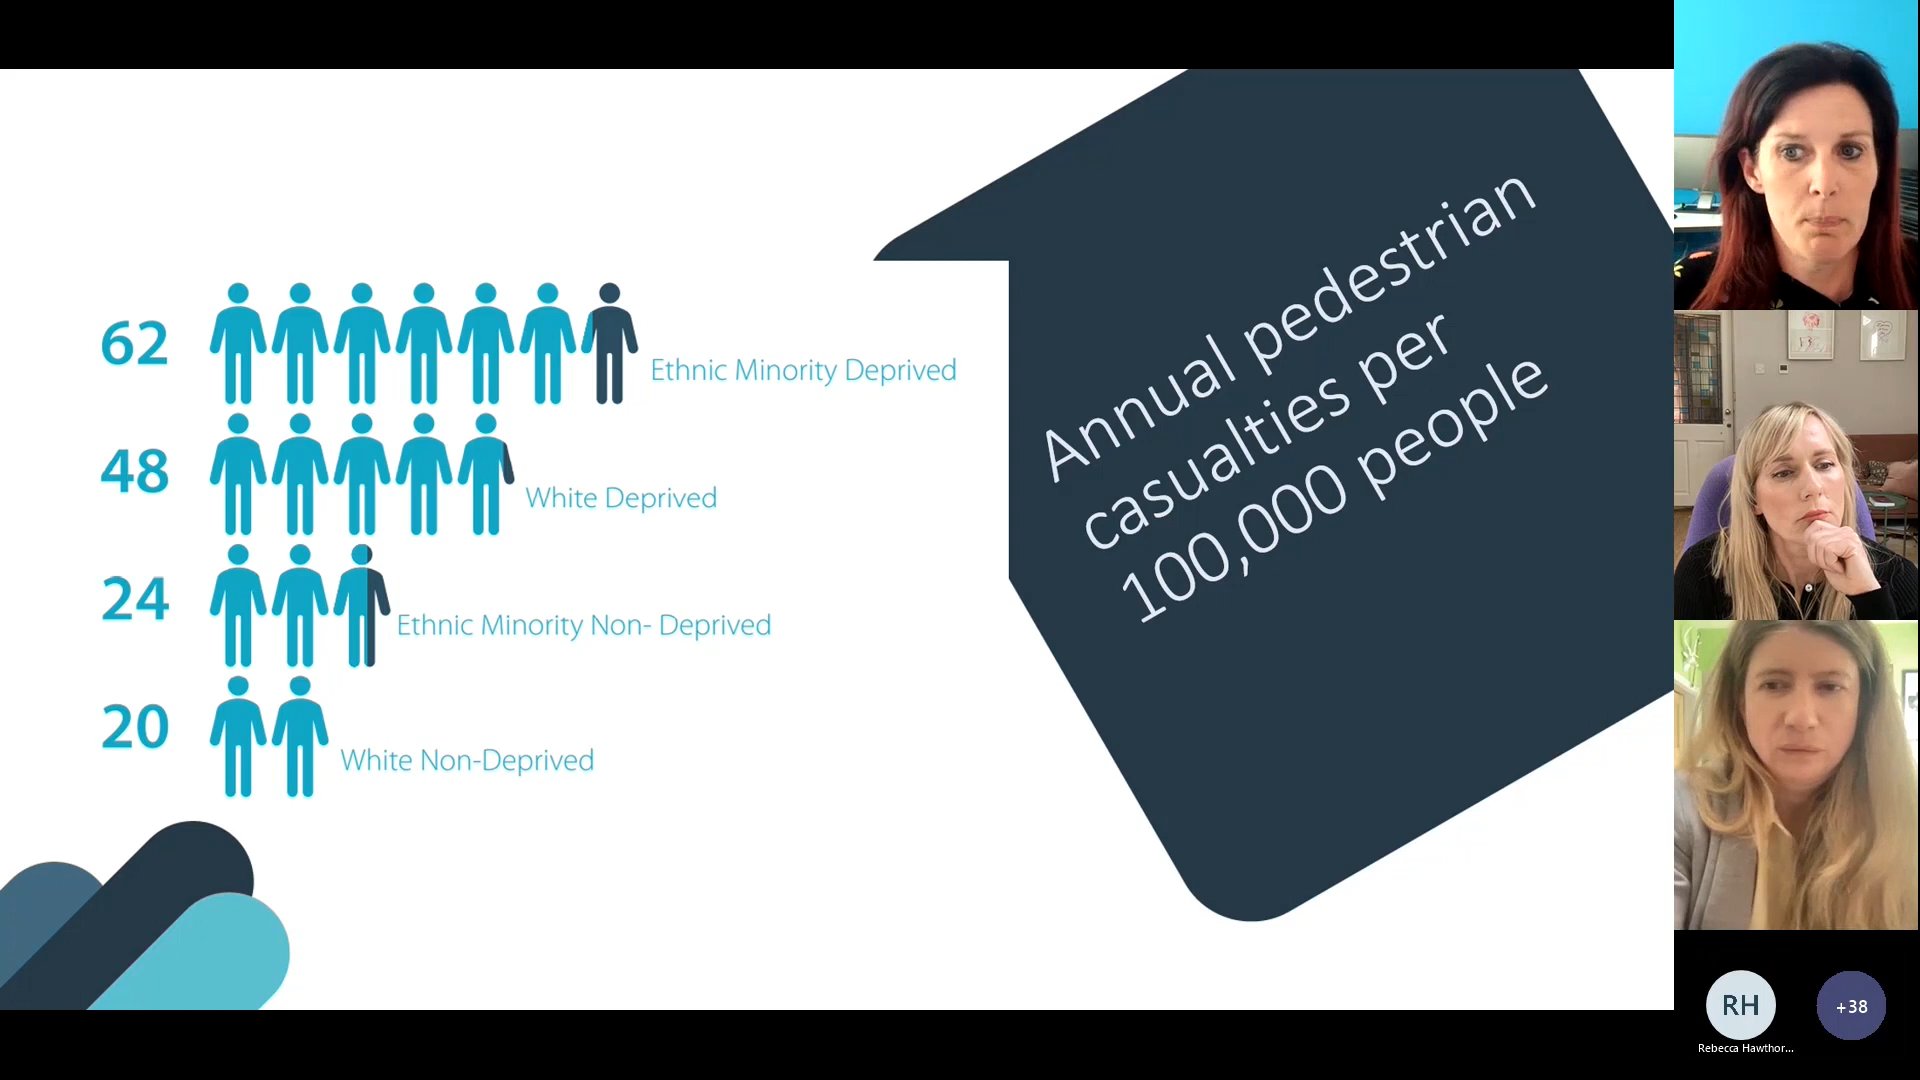 62
Ethnic Minority Deprived
48
White Deprived
24
Ethnic Minority Non- Deprived
20
White Non-Deprived
Annual pedestrian
casualties per
100,000 people
RH
+38
Rebecca Hawthor...